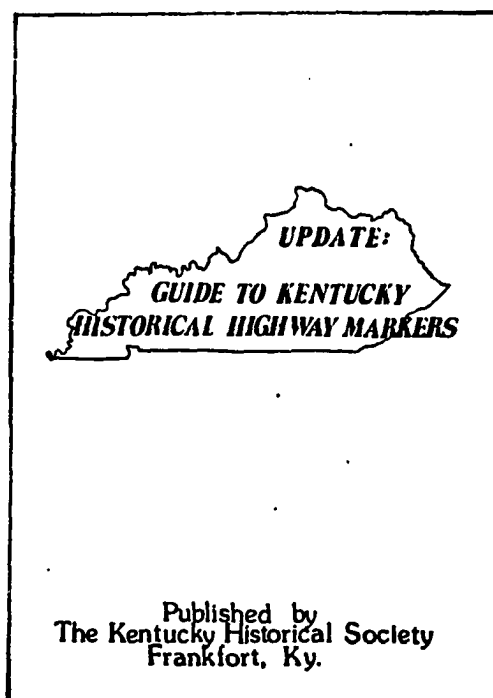 UPDATE:
GUIDE TO KENTUCKY
HISTORICAL HIGHWAY MARKERS
Published by
The Kentucky Historical Society
Frankfort, Ky.